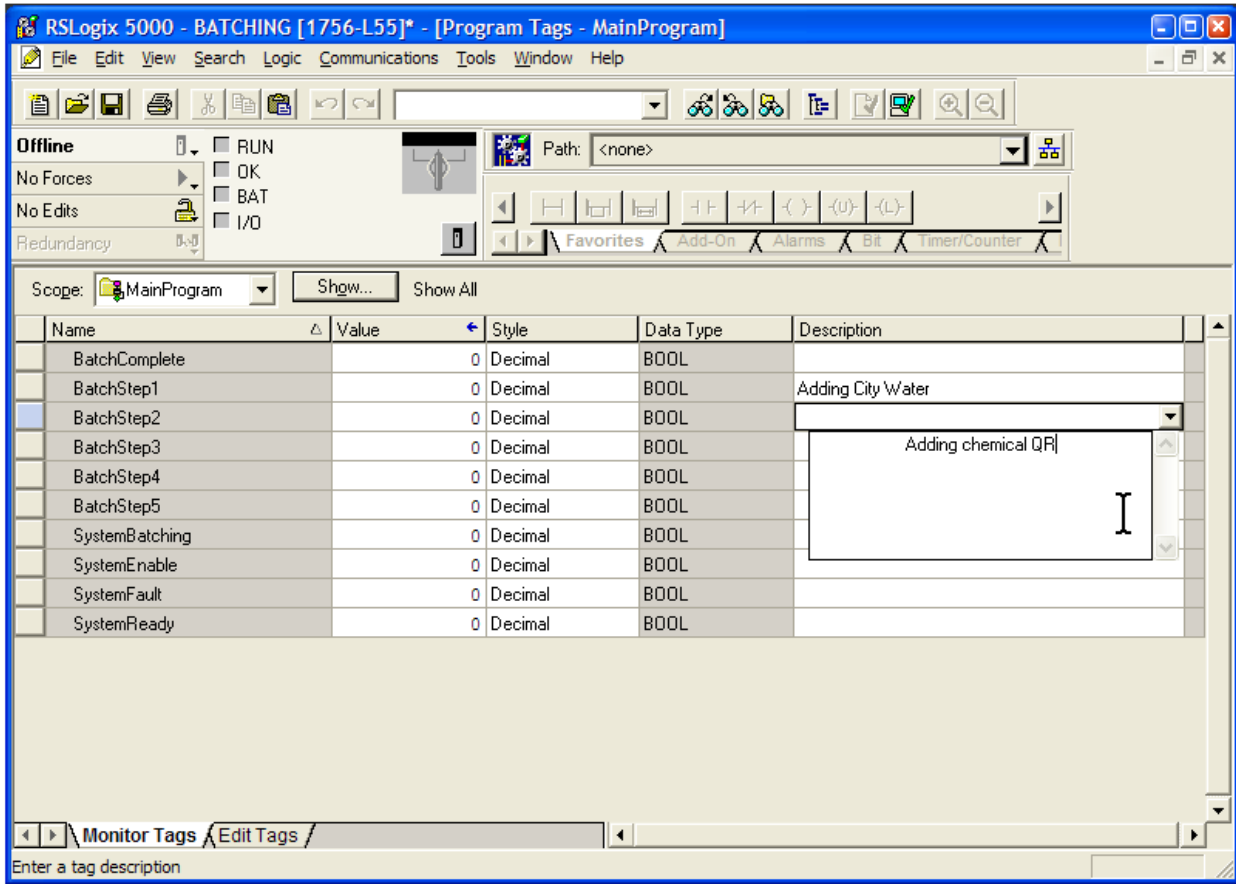 RSLogix 5000 - BATCHING [1756-L55]* - [Program Tags - MainProgram]
File Edit View Search Logic Communications Tools Window Help
Offline
RUN
Path: <none>
No Forces
OK
BAT
No Edits
I/O
Redundancy
Favorites Add-On Alarms Bit Timer/Counter
Scope: MainProgram Show... Show All
Name Value Style Data Type Description
BatchComplete 0 Decimal BOOL
BatchStep1 0 Decimal BOOL Adding City Water
BatchStep2 0 Decimal BOOL
BatchStep3 0 Decimal BOOL Adding chemical QR
BatchStep4 0 Decimal BOOL
BatchStep5 0 Decimal BOOL
SystemBatching 0 Decimal BOOL
SystemEnable 0 Decimal BOOL
SystemFault 0 Decimal BOOL
SystemReady 0 Decimal BOOL
Monitor Tags Edit Tags
Enter a tag description